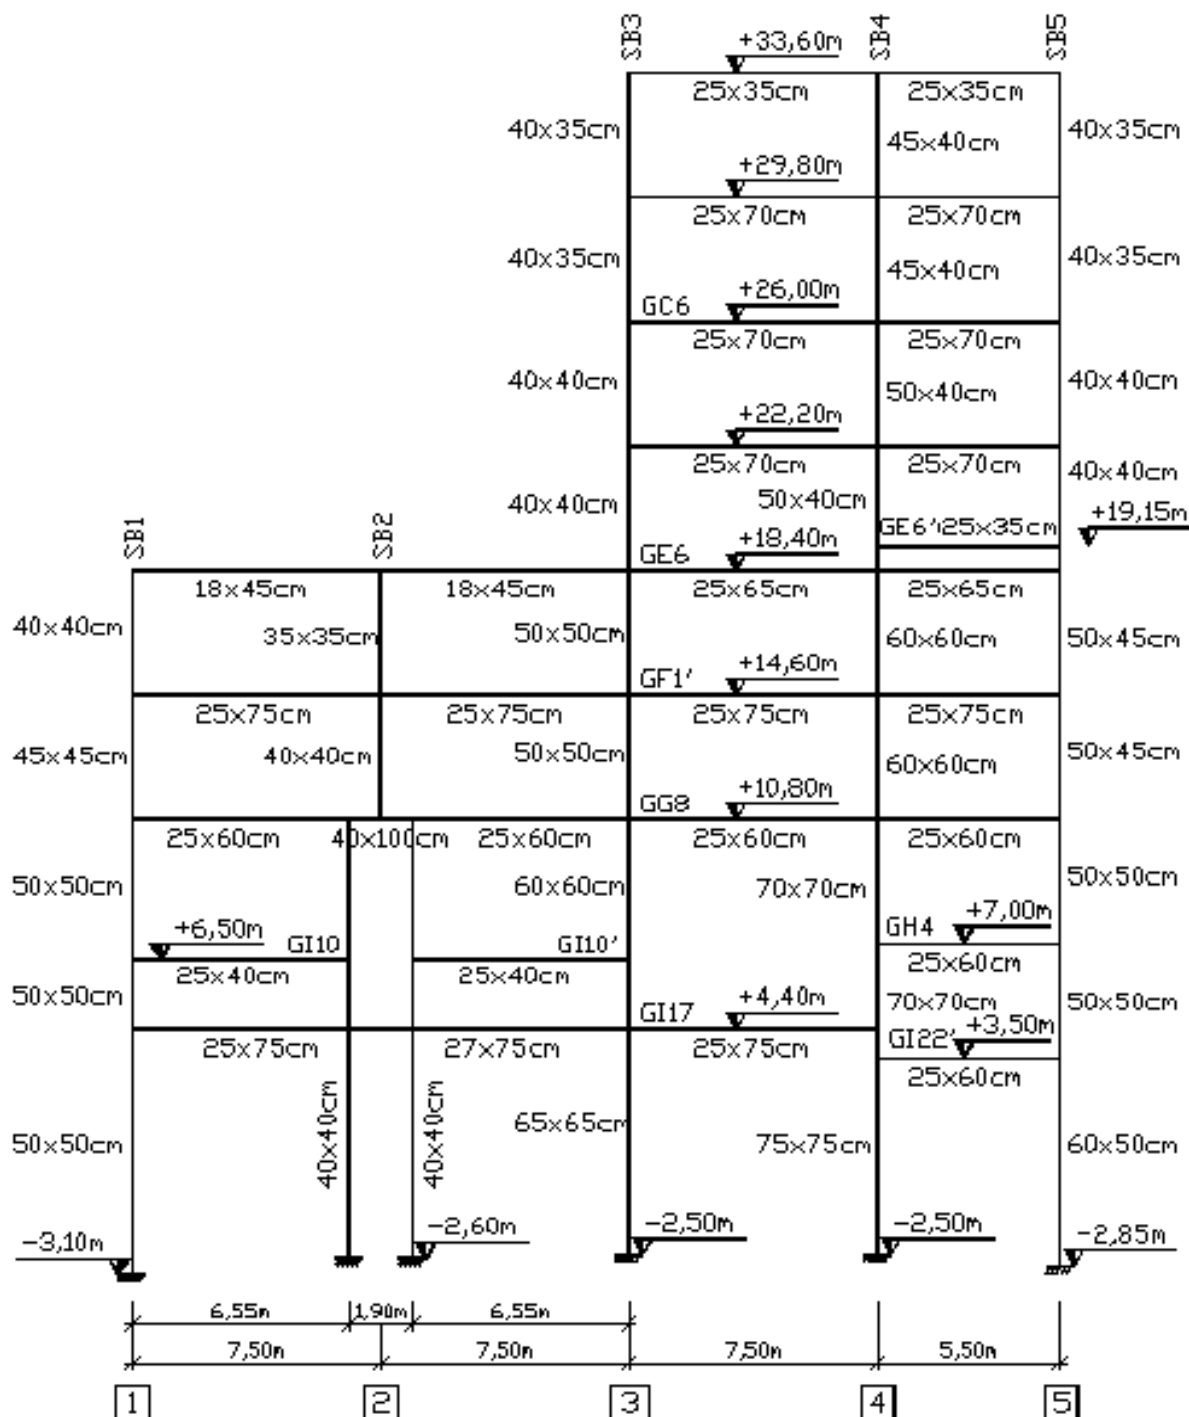 SB3
SB4
SB5
+33,60m
25x35cm
25x35cm
40x35cm
45x40cm
40x35cm
+29,80m
25x70cm
25x70cm
40x35cm
45x40cm
40x35cm
+26,00m
GC6
25x70cm
25x70cm
40x40cm
50x40cm
40x40cm
+22,20m
25x70cm
25x70cm
40x40cm
40x40cm
50x40cm
+19,15m
SB1
SB2
GE6'
25x35cm
+18,40m
GE6
18x45cm
18x45cm
25x65cm
25x65cm
40x40cm
35x35cm
50x50cm
60x60cm
50x45cm
+14,60m
GF1'
25x75cm
25x75cm
25x75cm
25x75cm
45x45cm
40x40cm
50x50cm
60x60cm
50x45cm
+10,80m
GG8
25x60cm
40x100cm
25x60cm
25x60cm
25x60cm
50x50cm
60x60cm
70x70cm
50x50cm
+6,50m
GI10
GI10'
GH4
+7,00m
25x40cm
25x40cm
25x60cm
50x50cm
70x70cm
50x50cm
GI17
+4,40m
GI22'
+3,50m
25x75cm
27x75cm
25x75cm
25x60cm
40x40cm
40x40cm
50x50cm
65x65cm
75x75cm
60x50cm
-3,10m
-2,60m
-2,50m
-2,50m
-2,85m
6,55m
1,90m
6,55m
7,50m
7,50m
7,50m
5,50m
1
2
3
4
5